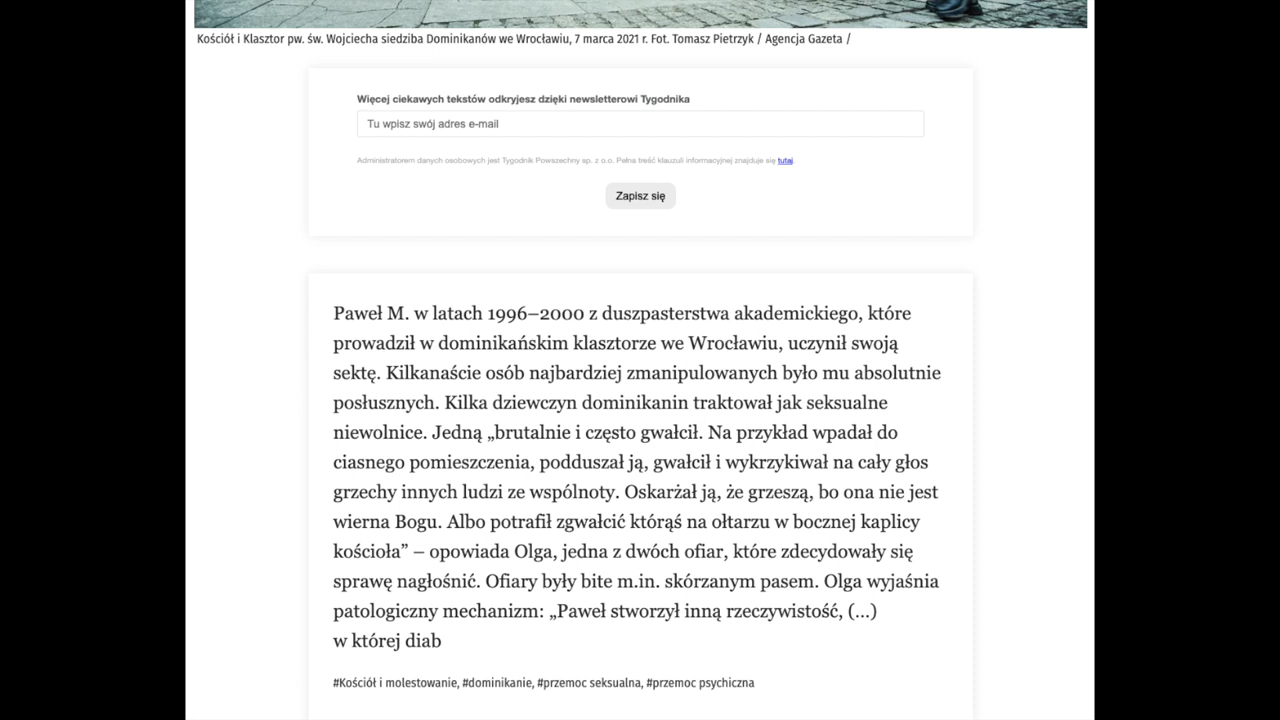 Kościół i Klasztor pw. św. Wojciecha siedziba Dominikanów we Wrocławiu, 7 marca 2021 r. Fot. Tomasz Pietrzyk / Agencja Gazeta /
Więcej ciekawych tekstów odkryjesz dzięki newsletterowi Tygodnika
Tu wpisz swój adres e-mail
Administratorem danych osobowych jest Tygodnik Powszechny sp. z o.o. Pełna treść klauzuli informacyjnej znajduje się tutaj.
Zapisz się
Paweł M. w latach 1996–2000 z duszpasterstwa akademickiego, które
prowadził w dominikańskim klasztorze we Wrocławiu, uczynił swoją
sektę. Kilkanaście osób najbardziej zmanipulowanych było mu absolutnie
posłusznych. Kilka dziewczyn dominikanin traktował jak seksualne
niewolnice. Jedną „brutalnie i często gwałcił. Na przykład wpadał do
ciasnego pomieszczenia, podduszał ją, gwałcił i wykrzykiwał na cały głos
grzechy innych ludzi ze wspólnoty. Oskarżał ją, że grzeszą, bo ona nie jest
wierna Bogu. Albo potrafił zgwałcić którąś na ołtarzu w bocznej kaplicy
kościoła” – opowiada Olga, jedna z dwóch ofiar, które zdecydowały się
sprawę nagłośnić. Ofiary były bite m.in. skórzanym pasem. Olga wyjaśnia
patologiczny mechanizm: „Paweł stworzył inną rzeczywistość, (...)
w której diab
#Kościół i molestowanie, #dominikanie, #przemoc seksualna, #przemoc psychiczna